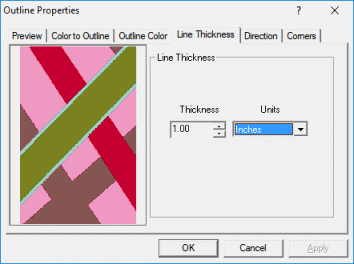 Outline Properties
Preview Color to Outline Outline Color Line Thickness Direction Corners
Line Thickness
Thickness Units
1.00 Inches
OK Cancel Apply